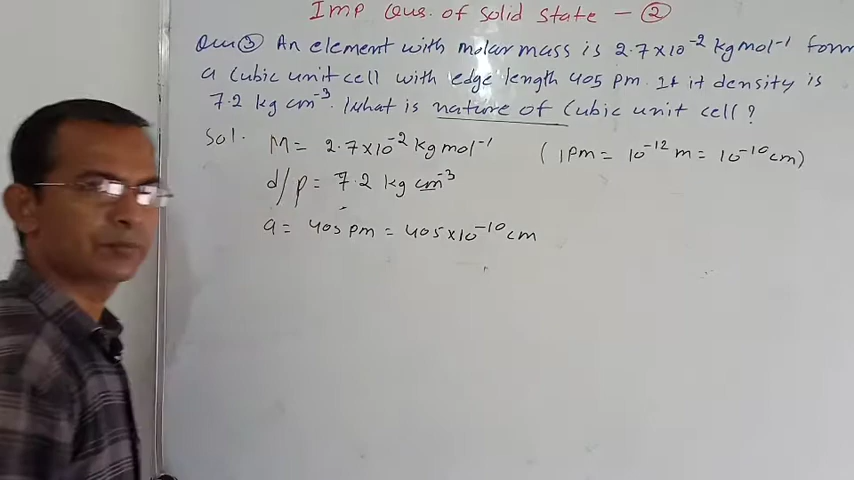 Imp Ques. of Solid State - ②
Ques ③ An element with molar mass is 2.7×10⁻² kg mol⁻¹ form
a cubic unit cell with edge length 405 pm. If it density is
7.2 kg cm⁻³. What is nature of Cubic unit cell?
Sol. M = 2.7×10⁻² kg mol⁻¹ (1Pm = 10⁻¹² m = 10⁻¹⁰ cm)
d/ρ = 7.2 kg cm⁻³
a = 405 pm = 405×10⁻¹⁰ cm